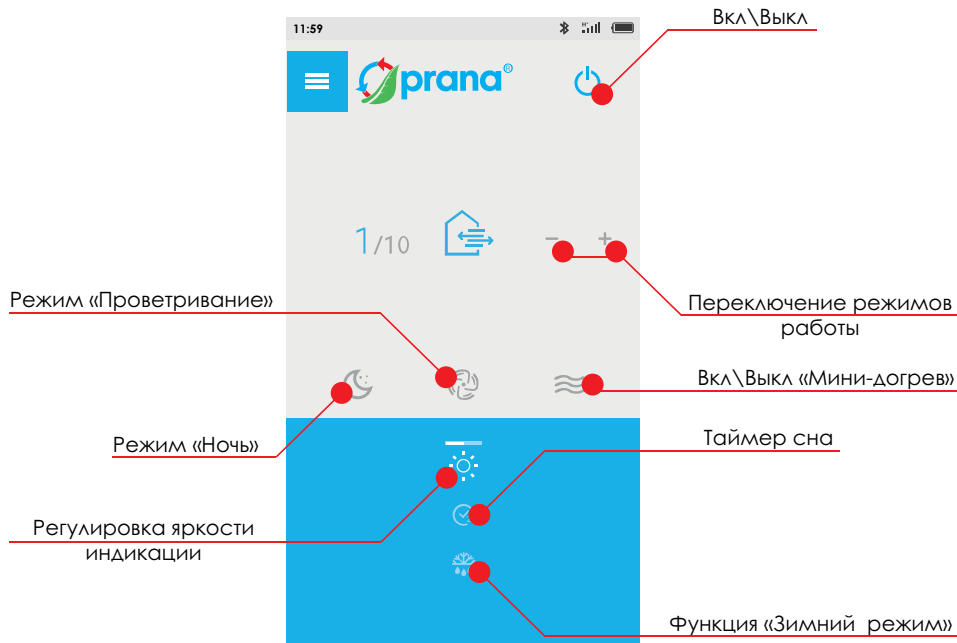 Вкл\Выкл
11:59
H+
prana®
1/10
- +
Режим «Проветривание»
Переключение режимов
работы
Вкл\Выкл «Мини-догрев»
Режим «Ночь»
Таймер сна
Регулировка яркости
индикации
Функция «Зимний режим»